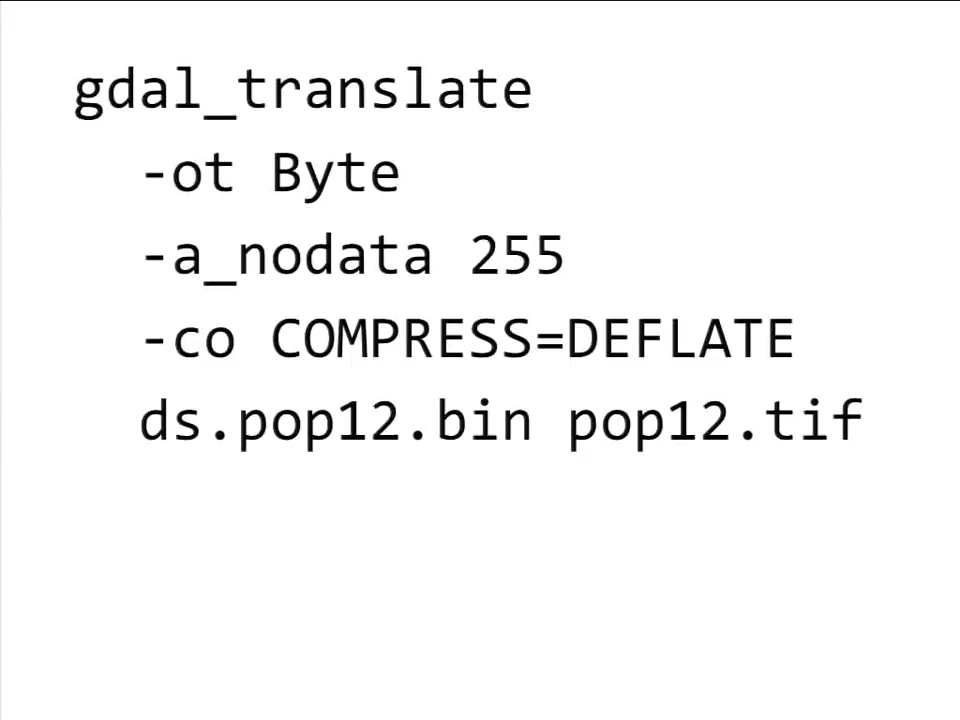 gdal_translate
-ot Byte
-a_nodata 255
-co COMPRESS=DEFLATE
ds.pop12.bin pop12.tif